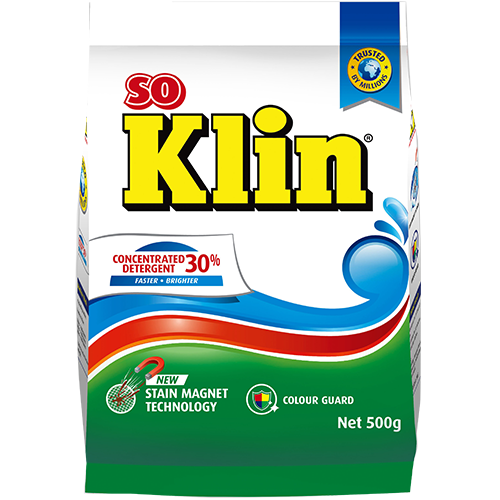 TRUSTED
BY MILLIONS
SO
Klin®
CONCENTRATED
DETERGENT 30%
FASTER • BRIGHTER
NEW
STAIN MAGNET
TECHNOLOGY
COLOUR GUARD
Net 500g